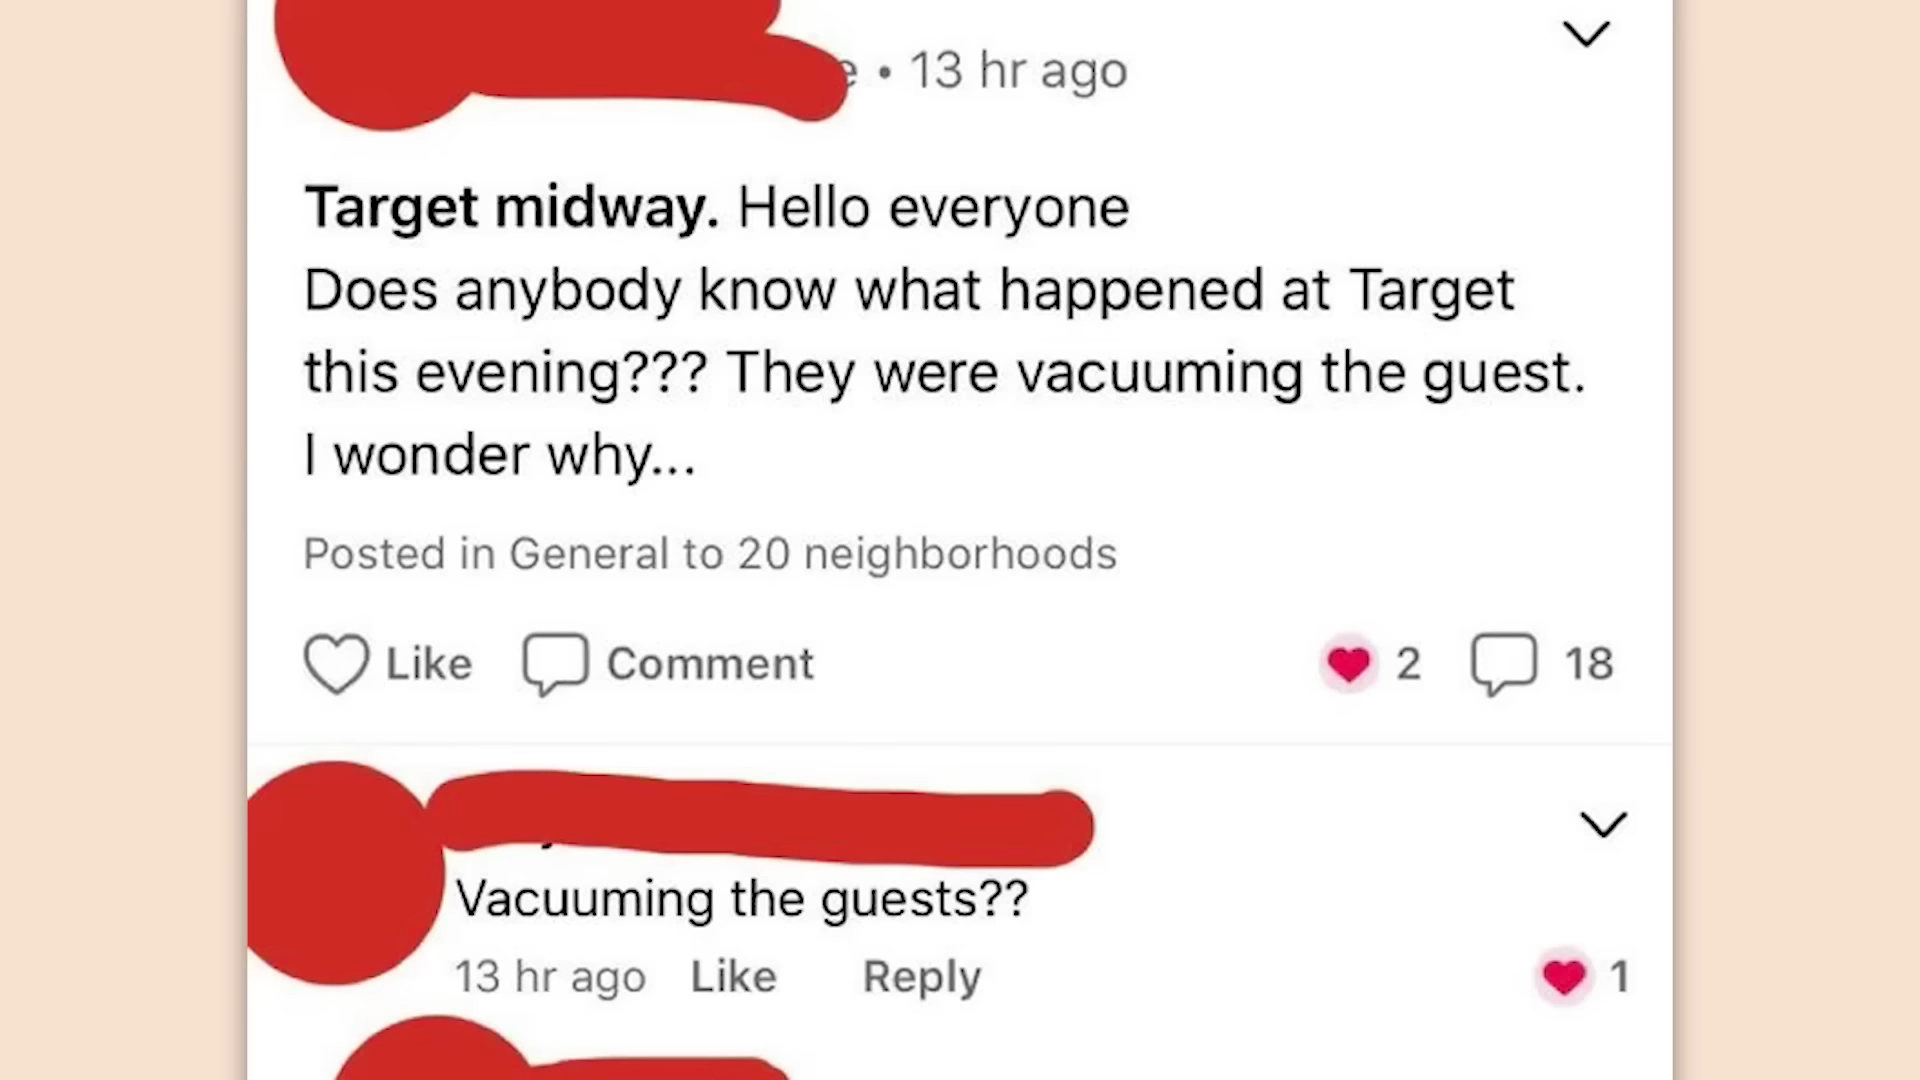 • 13 hr ago
Target midway. Hello everyone
Does anybody know what happened at Target
this evening??? They were vacuuming the guest.
I wonder why...
Posted in General to 20 neighborhoods
Like Comment 2 18
Vacuuming the guests??
13 hr ago Like Reply 1